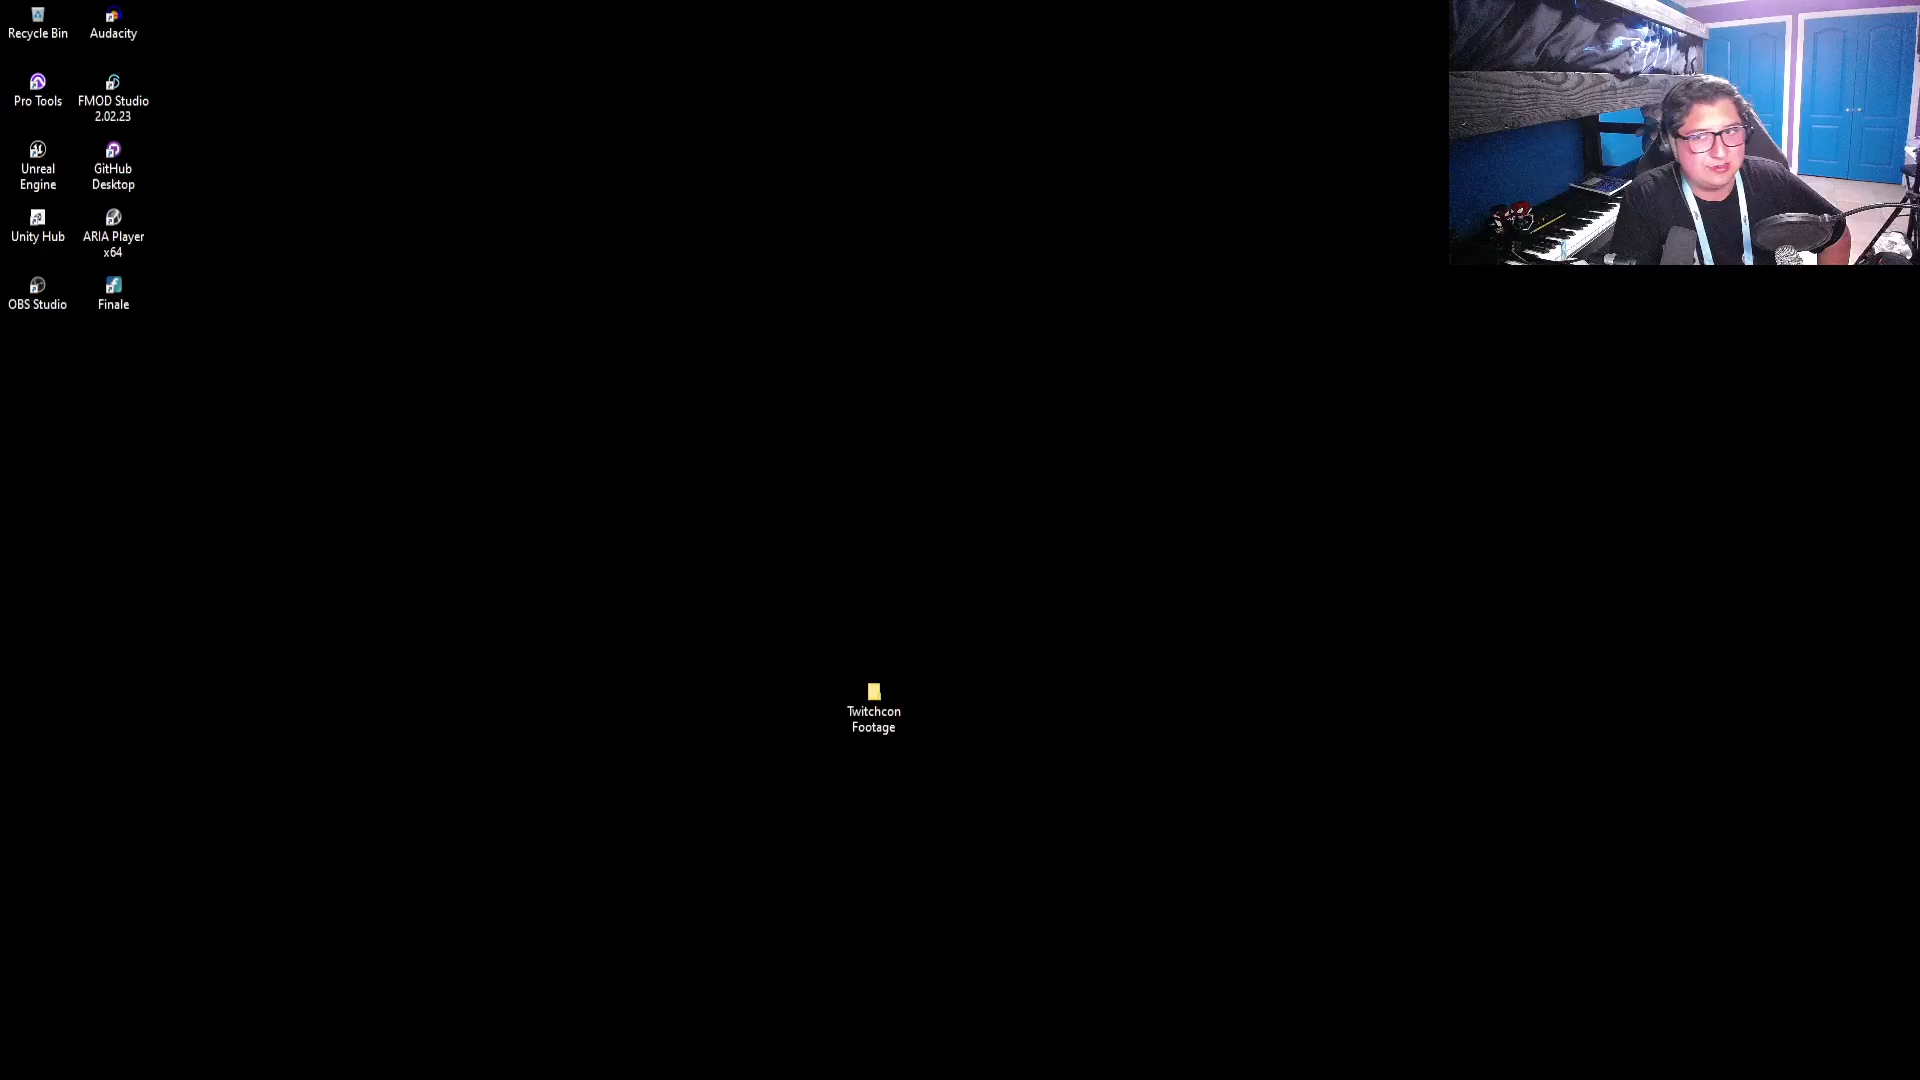 Recycle Bin
Audacity
Pro Tools
FMOD Studio
2.02.23
Unreal
Engine
GitHub
Desktop
Unity Hub
ARIA Player
x64
OBS Studio
Finale
Twitchcon
Footage